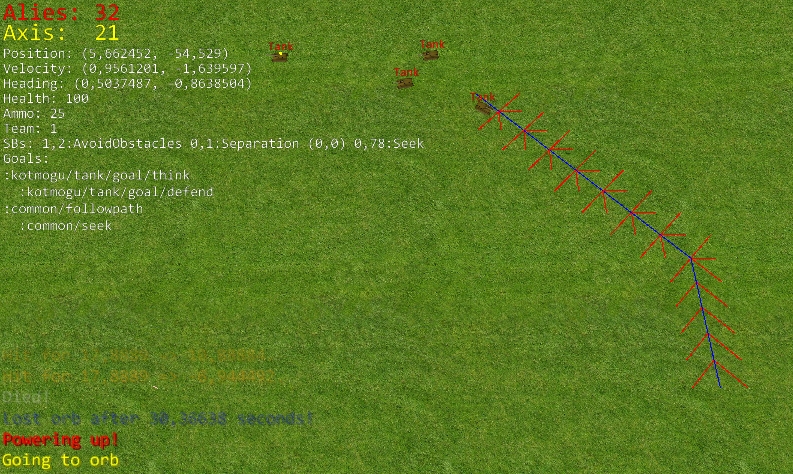 Alies: 32
Axis: 21
Position: (5,662452, 54,529)
Velocity: (0,9561201, -1,639597)
Heading: (0,5037487, -0,8638504)
Health: 100
Ammo: 25
Team: 1
SBs: 1,2:AvoidObstacles 0,1:Separation (0,0) 0,78:Seek
Goals:
:kotmogu/tank/goal/think
:kotmogu/tank/goal/defend
:common/followpath
:common/seek
Tank
Tank
Tank
Tank
Died!
Lost orb after seconds!
Powering up!
Going to orb